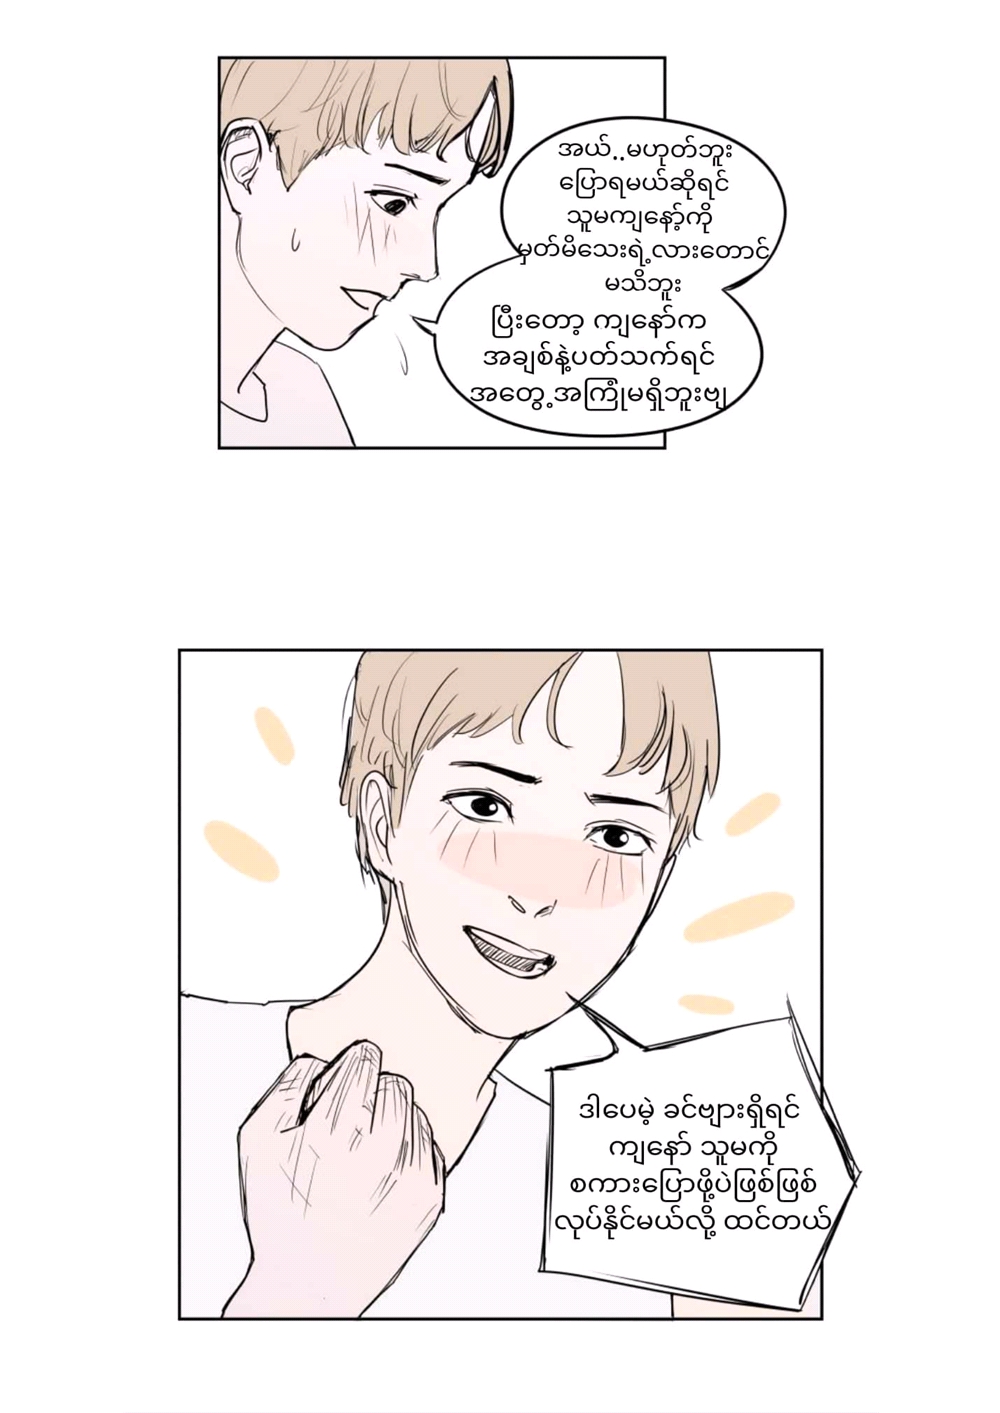 အယ်..မဟုတ်ဘူး
ပြောရမယ်ဆိုရင်
သူမကျနော့်ကို
မှတ်မိသေးရဲ့လားတောင်
မသိဘူး
ပြီးတော့ ကျနော်က
အချစ်နဲ့ပတ်သက်ရင်
အတွေ့အကြုံမရှိဘူးဗျ
ဒါပေမဲ့ ခင်ဗျားရှိရင်
ကျနော် သူမကို
စကားပြောဖို့ပဲဖြစ်ဖြစ်
လုပ်နိုင်မယ်လို့ ထင်တယ်